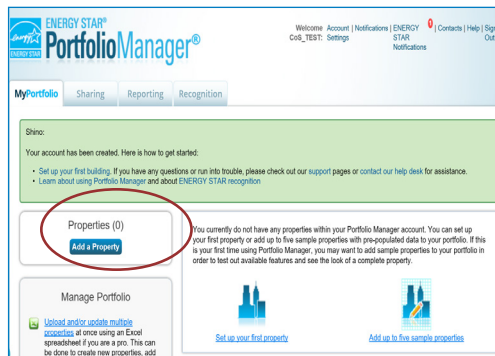 ENERGY STAR®
PortfolioManager®
ENERGY STAR
Welcome CoS_TEST: Account Settings | Notifications | ENERGY STAR Notifications 0 | Contacts | Help | Sign Out
MyPortfolio Sharing Reporting Recognition
Shino:
Your account has been created. Here is how to get started:
• Set up your first building. If you have any questions or run into trouble, please check out our support pages or contact our help desk for assistance.
• Learn about using Portfolio Manager and about ENERGY STAR recognition
Properties (0)
Add a Property
You currently do not have any properties within your Portfolio Manager account. You can set up
your first property or add up to five sample properties with pre-populated data to your portfolio. If this
is your first time using Portfolio Manager, you may want to add sample properties to your portfolio in
order to test out available features and see the look of a complete property.
Set up your first property
Add up to five sample properties
Manage Portfolio
Upload and/or update multiple
properties at once using an Excel
spreadsheet if you are a pro. This can
be done to create new properties, add